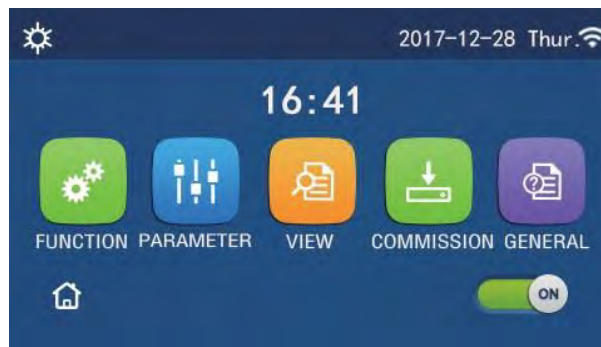 2017-12-28 Thur.
16:41
FUNCTION PARAMETER VIEW COMMISSION GENERAL
ON